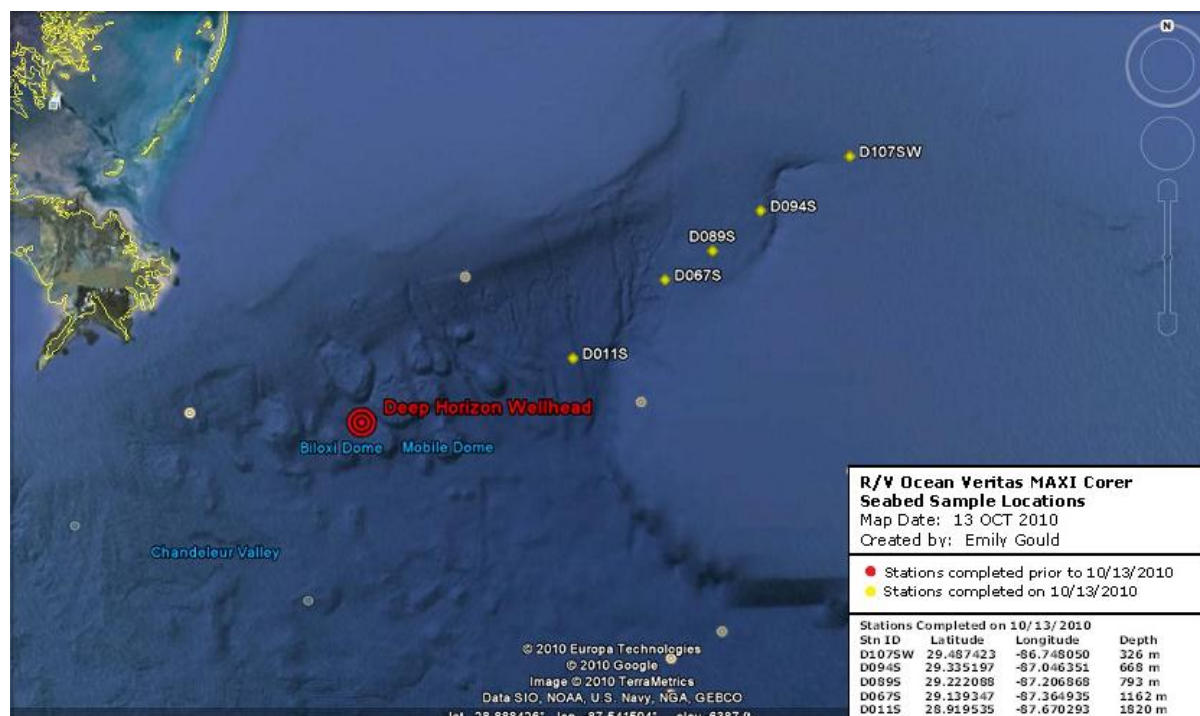 N
D107SW
D094S
D089S
D067S
D011S
Deep Horizon Wellhead
Biloxi Dome Mobile Dome
Chandeleur Valley
R/V Ocean Veritas MAXI Corer
Seabed Sample Locations
Map Date: 13 OCT 2010
Created by: Emily Gould
Stations completed prior to 10/13/2010
Stations completed on 10/13/2010
Stations Completed on 10/13/2010
Stn ID Latitude Longitude Depth
D107SW 29.487423 -86.748050 326 m
D094S 29.335197 -87.046351 668 m
D089S 29.222088 -87.206868 793 m
D067S 29.139347 -87.364935 1162 m
D011S 28.919535 -87.670293 1820 m
© 2010 Europa Technologies
© 2010 Google
Image © 2010 TerraMetrics
Data SIO, NOAA, U.S. Navy, NGA, GEBCO